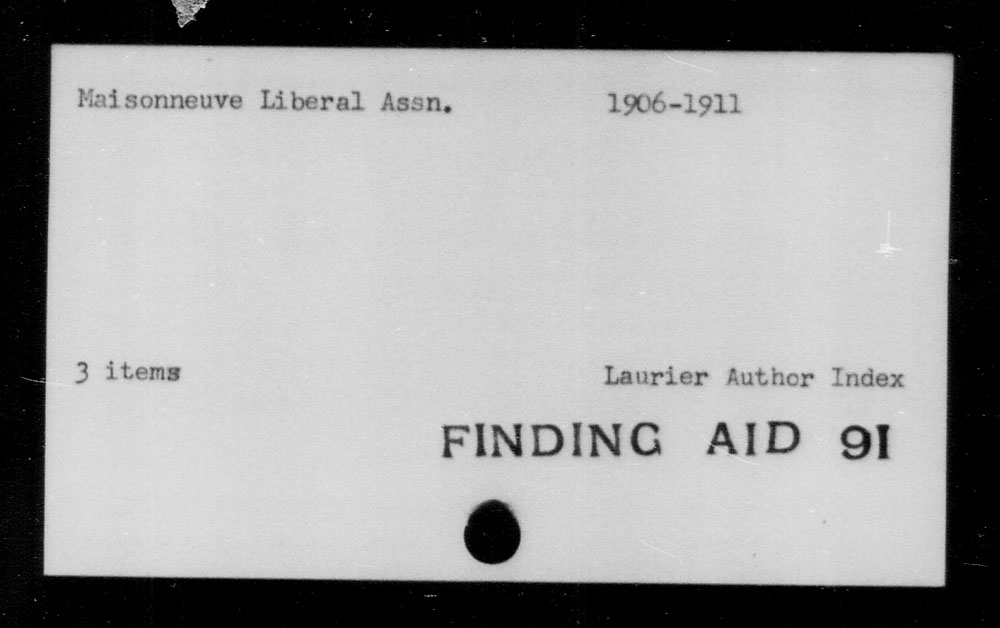 Maisonneuve Liberal Assn. 1906-1911
3 items Laurier Author Index
FINDING AID 91